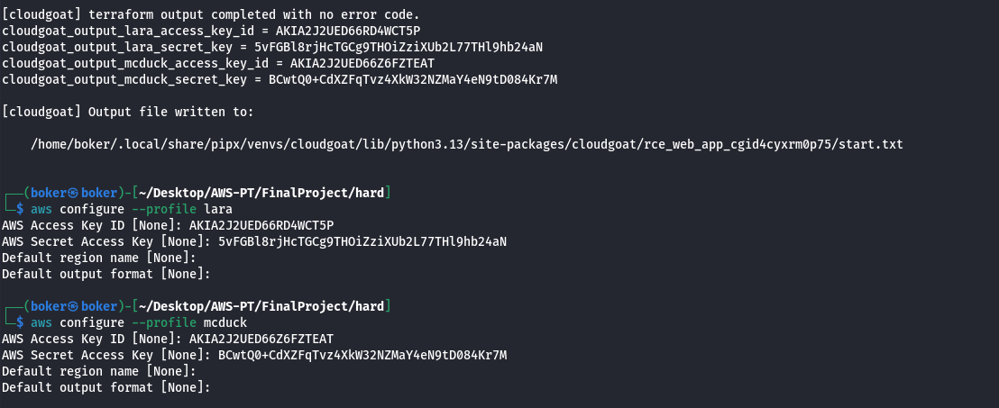 [cloudgoat] terraform output completed with no error code.
cloudgoat_output_lara_access_key_id = AKIA2J2UED66RD4WCT5P
cloudgoat_output_lara_secret_key = 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
cloudgoat_output_mcduck_access_key_id = AKIA2J2UED66Z6FZTEAT
cloudgoat_output_mcduck_secret_key = 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
[cloudgoat] Output file written to:
/home/boker/.local/share/pipx/venvs/cloudgoat/lib/python3.13/site-packages/cloudgoat/rce_web_app_cgid4cyxrm0p75/start.txt
┌──(boker㉿boker)-[~/Desktop/AWS-PT/FinalProject/hard]
└─$ aws configure --profile lara
AWS Access Key ID [None]: AKIA2J2UED66RD4WCT5P
AWS Secret Access Key [None]: 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
Default region name [None]:
Default output format [None]:
┌──(boker㉿boker)-[~/Desktop/AWS-PT/FinalProject/hard]
└─$ aws configure --profile mcduck
AWS Access Key ID [None]: AKIA2J2UED66Z6FZTEAT
AWS Secret Access Key [None]: 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
Default region name [None]:
Default output format [None]: